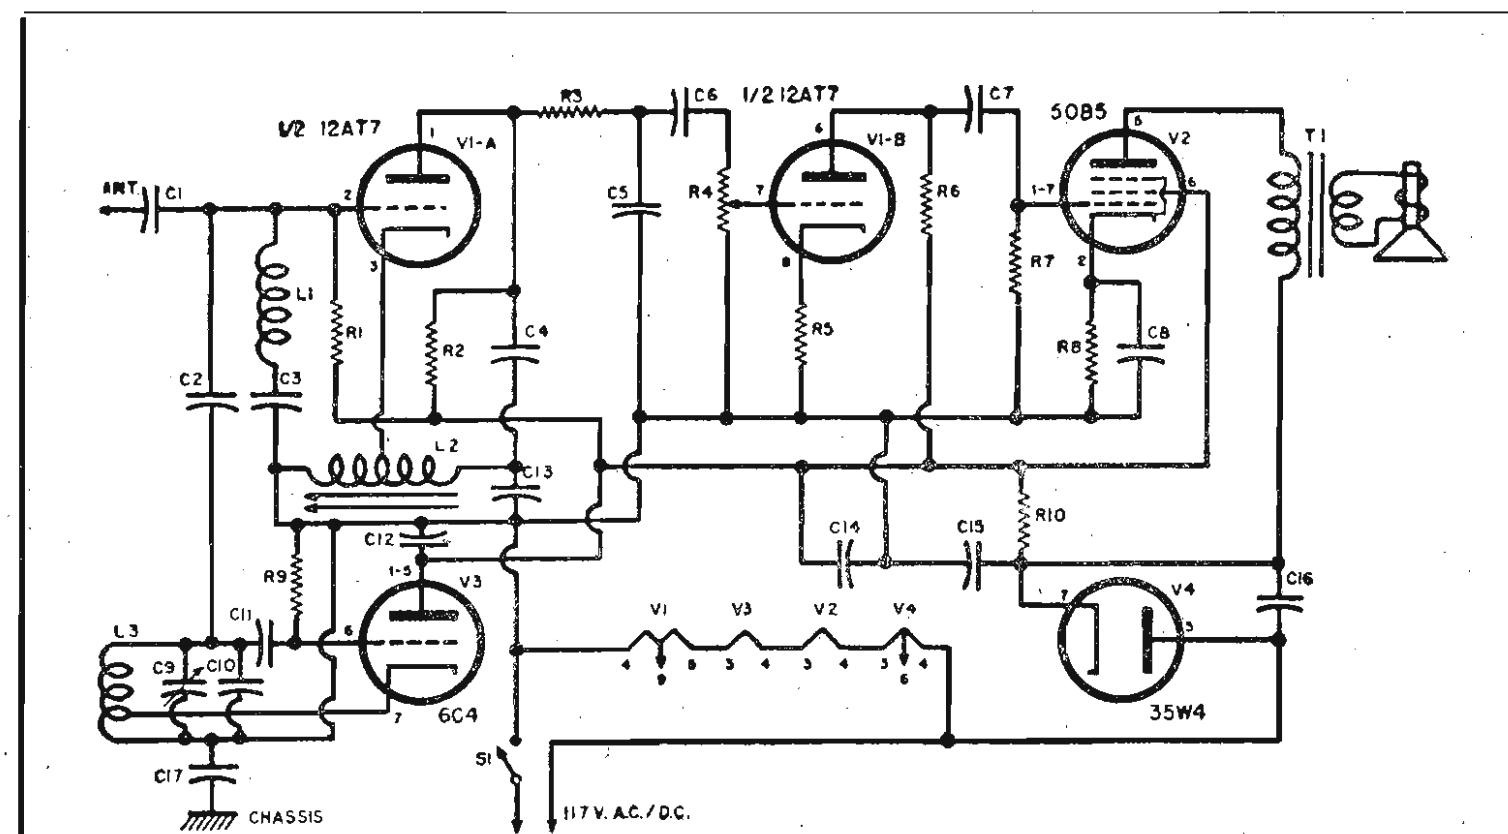 1/2 12AT7
V1-A
1
2
3
ANT.
C1
R3
C6
1/2 12AT7
V1-B
6
7
8
C7
50B5
V2
5
6
1-7
2
T1
C5
R4
R6
R7
L1
R1
R2
C4
R5
R8
C8
C2
C3
L2
C13
C14
C15
R10
C12
R9
1-5
V3
6
7
6C4
C11
L3
C9
C10
C17
CHASSIS
V1
V3
V2
V4
4
9
5
3
4
3
4
3
6
4
7
V4
5
35W4
C16
S1
117 V. A.C./D.C.